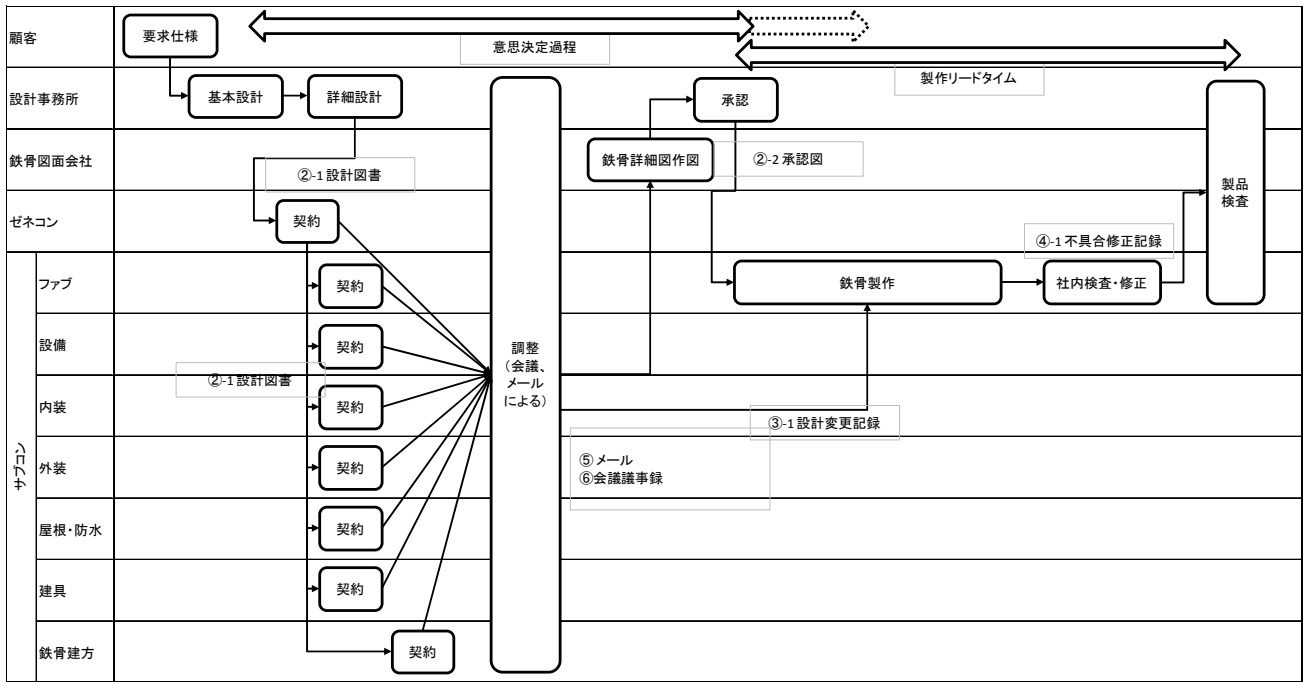 顧客
要求仕様
意思決定過程
製作リードタイム
設計事務所
基本設計
詳細設計
承認
鉄骨図面会社
②-1 設計図書
鉄骨詳細図作図
②-2 承認図
製品
検査
ゼネコン
契約
④-1 不具合修正記録
サブコン
ファブ
契約
鉄骨製作
社内検査・修正
設備
契約
②-1 設計図書
調整
（会議、
メール
による）
内装
契約
③-1 設計変更記録
外装
契約
⑤ メール
⑥会議議事録
屋根・防水
契約
建具
契約
鉄骨建方
契約